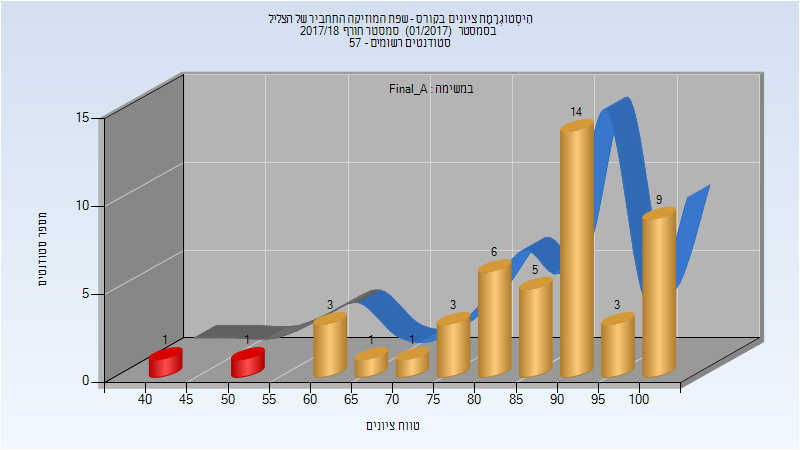 היסטוגרמת ציונים בקורס - שפת המוזיקה התחביר של הצליל
בסמסטר (01/2017) סמסטר חורף 2017/18
סטודנטים רשומים - 57
במשימה : Final_A
מספר סטודנטים
15
10
5
0
1
1
3
1
1
3
6
5
14
3
9
40 45 50 55 60 65 70 75 80 85 90 95 100
טווח ציונים